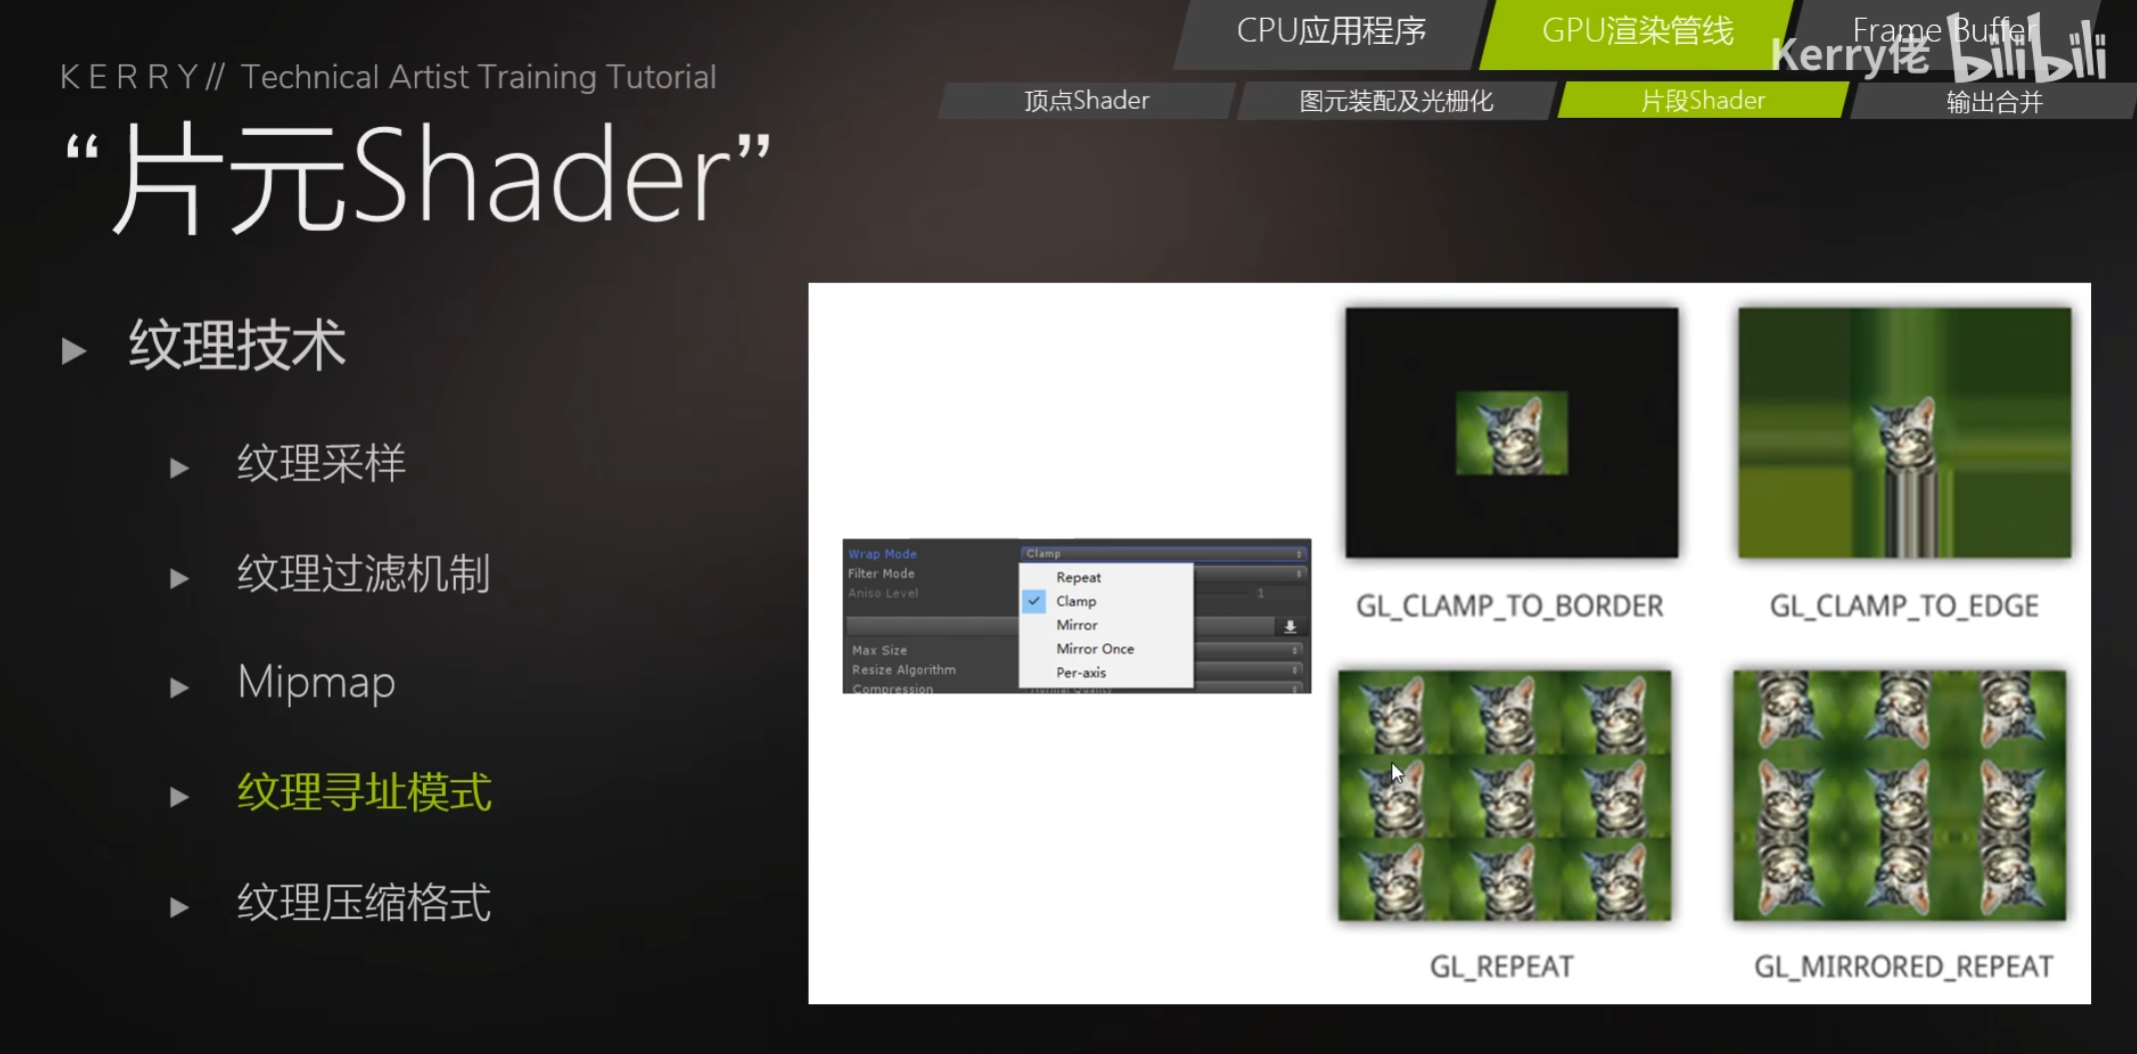 CPU应用程序
GPU渲染管线
Frame Buffer
Kerry佬 bilibili
KERRY// Technical Artist Training Tutorial
顶点Shader
图元装配及光栅化
片段Shader
输出合并
“片元Shader”
纹理技术
纹理采样
纹理过滤机制
Mipmap
纹理寻址模式
纹理压缩格式
Wrap Mode
Clamp
Filter Mode
Aniso Level
1
Repeat
Clamp
Mirror
Mirror Once
Per-axis
Max Size
Resize Algorithm
Compression
Normal Quality
GL_CLAMP_TO_BORDER
GL_CLAMP_TO_EDGE
GL_REPEAT
GL_MIRRORED_REPEAT